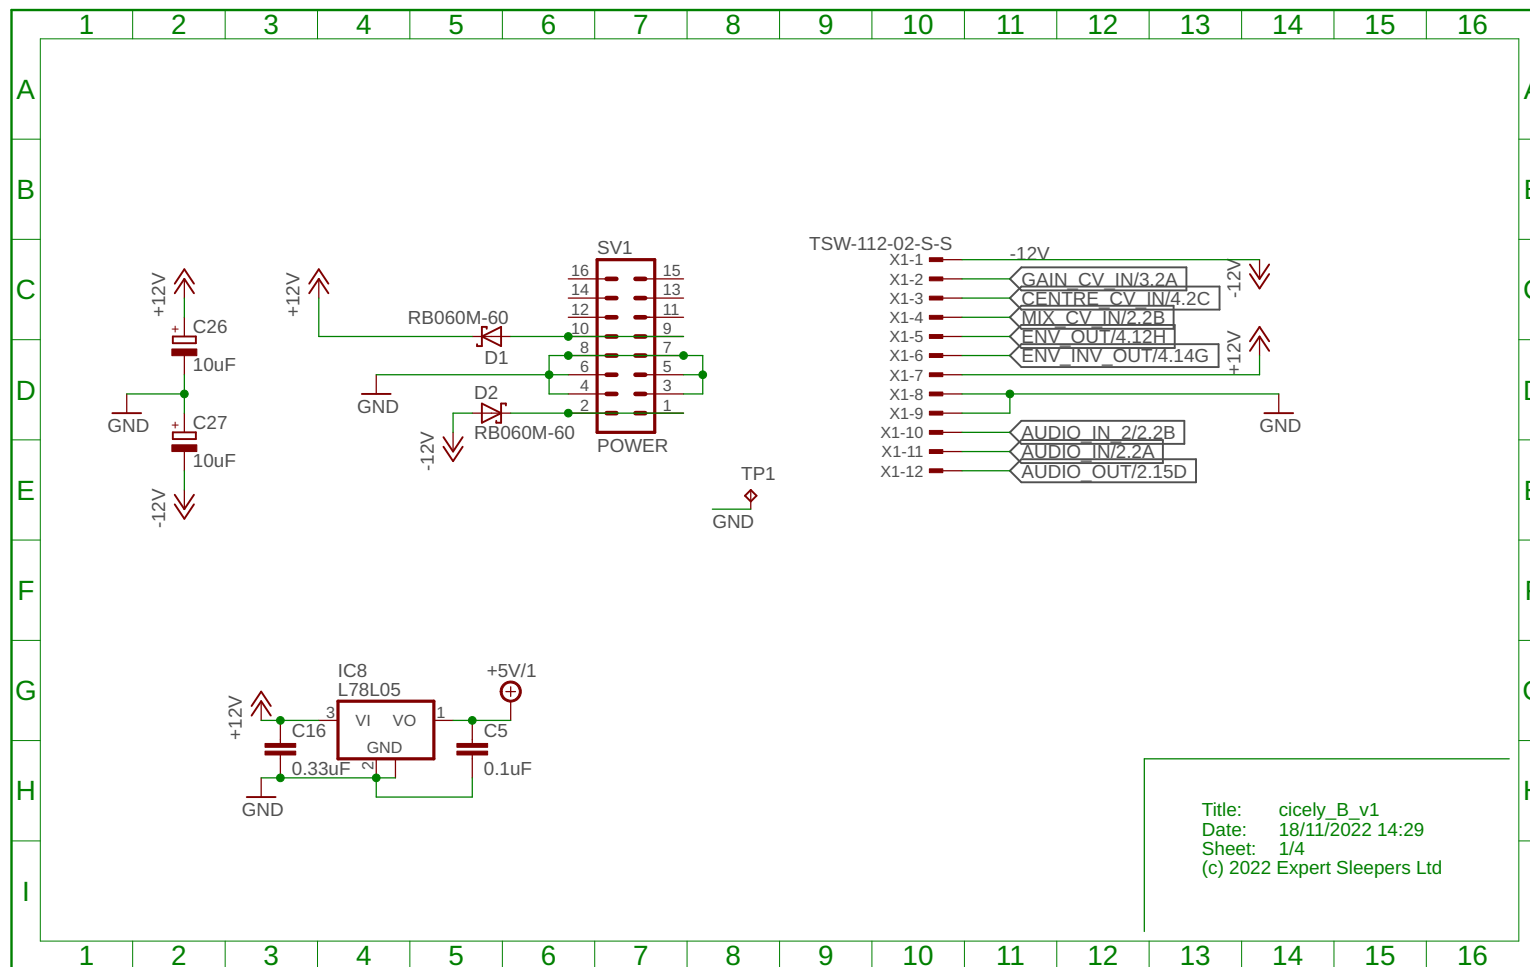 1 2 3 4 5 6 7 8 9 10 11 12 13 14 15 16
A
B
C
D
E
F
G
H
I
+12V
C26
+
10uF
GND
C27
+
10uF
-12V
+12V
RB060M-60
D1
GND
D2
RB060M-60
-12V
SV1
16 15
14 13
12 11
10 9
8 7
6 5
4 3
2 1
POWER
TP1
GND
TSW-112-02-S-S
X1-1 -12V
X1-2 GAIN_CV_IN/3.2A
X1-3 CENTRE_CV_IN/4.2C
X1-4 MIX_CV_IN/2.2B
X1-5 ENV_OUT/4.12H
X1-6 ENV_INV_OUT/4.14G
X1-7
X1-8
X1-9
X1-10 AUDIO_IN_2/2.2B
X1-11 AUDIO_IN/2.2A
X1-12 AUDIO_OUT/2.15D
-12V
+12V
GND
IC8
L78L05
+5V/1
+12V
3 VI VO 1
GND
2
C16
0.33uF
C5
0.1uF
GND
Title: cicely_B_v1
Date: 18/11/2022 14:29
Sheet: 1/4
(c) 2022 Expert Sleepers Ltd
1 2 3 4 5 6 7 8 9 10 11 12 13 14 15 16